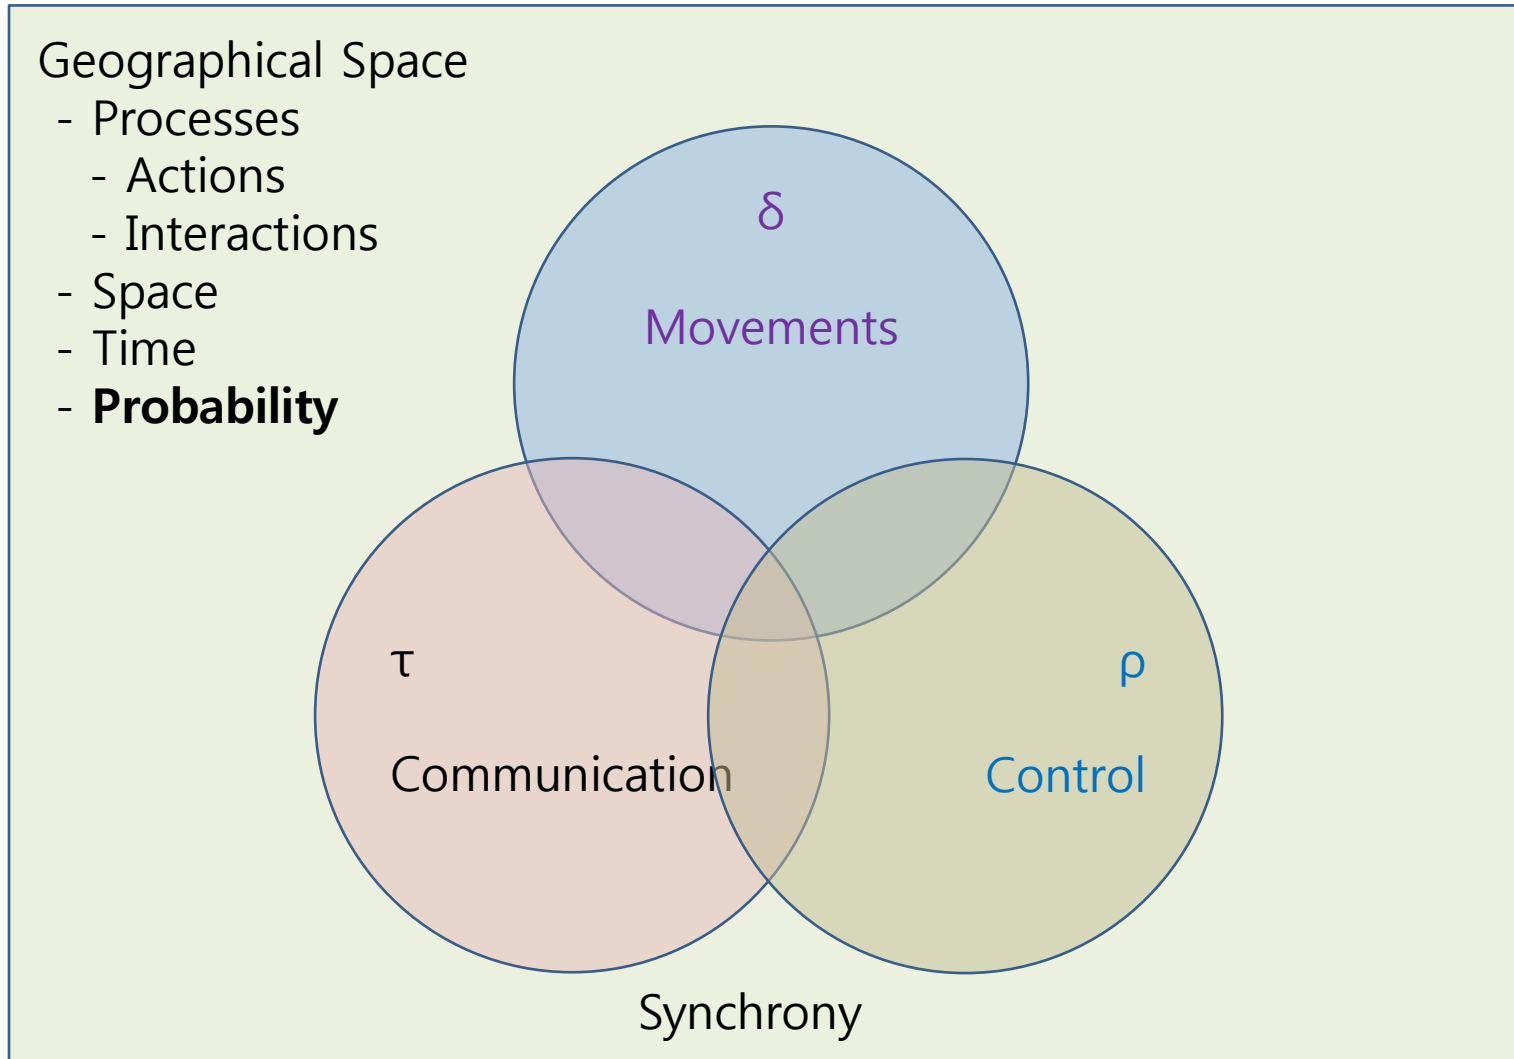 Geographical Space
- Processes
- Actions
- Interactions
- Space
- Time
- Probability
δ
Movements
τ
Communication
ρ
Control
Synchrony